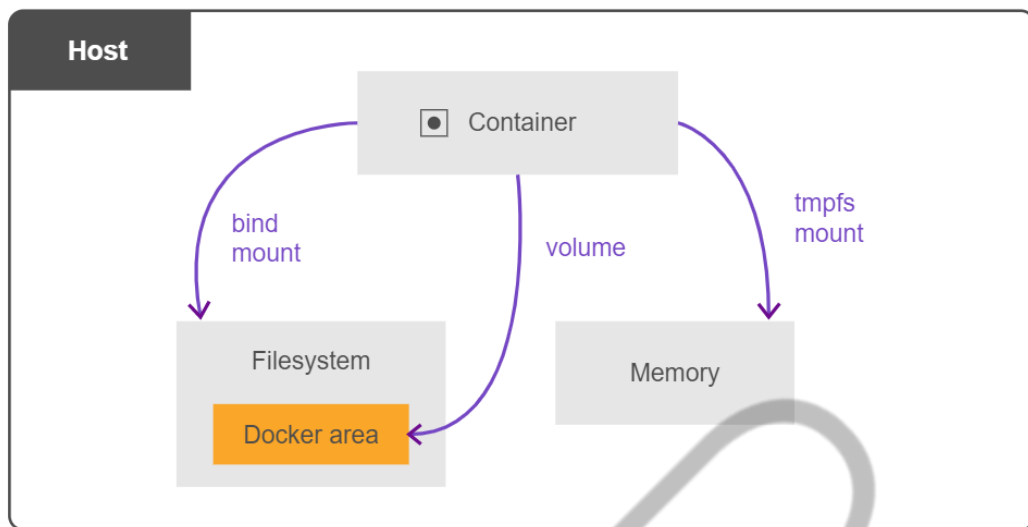 Host
Container
bind
mount
volume
tmpfs
mount
Filesystem
Memory
Docker area